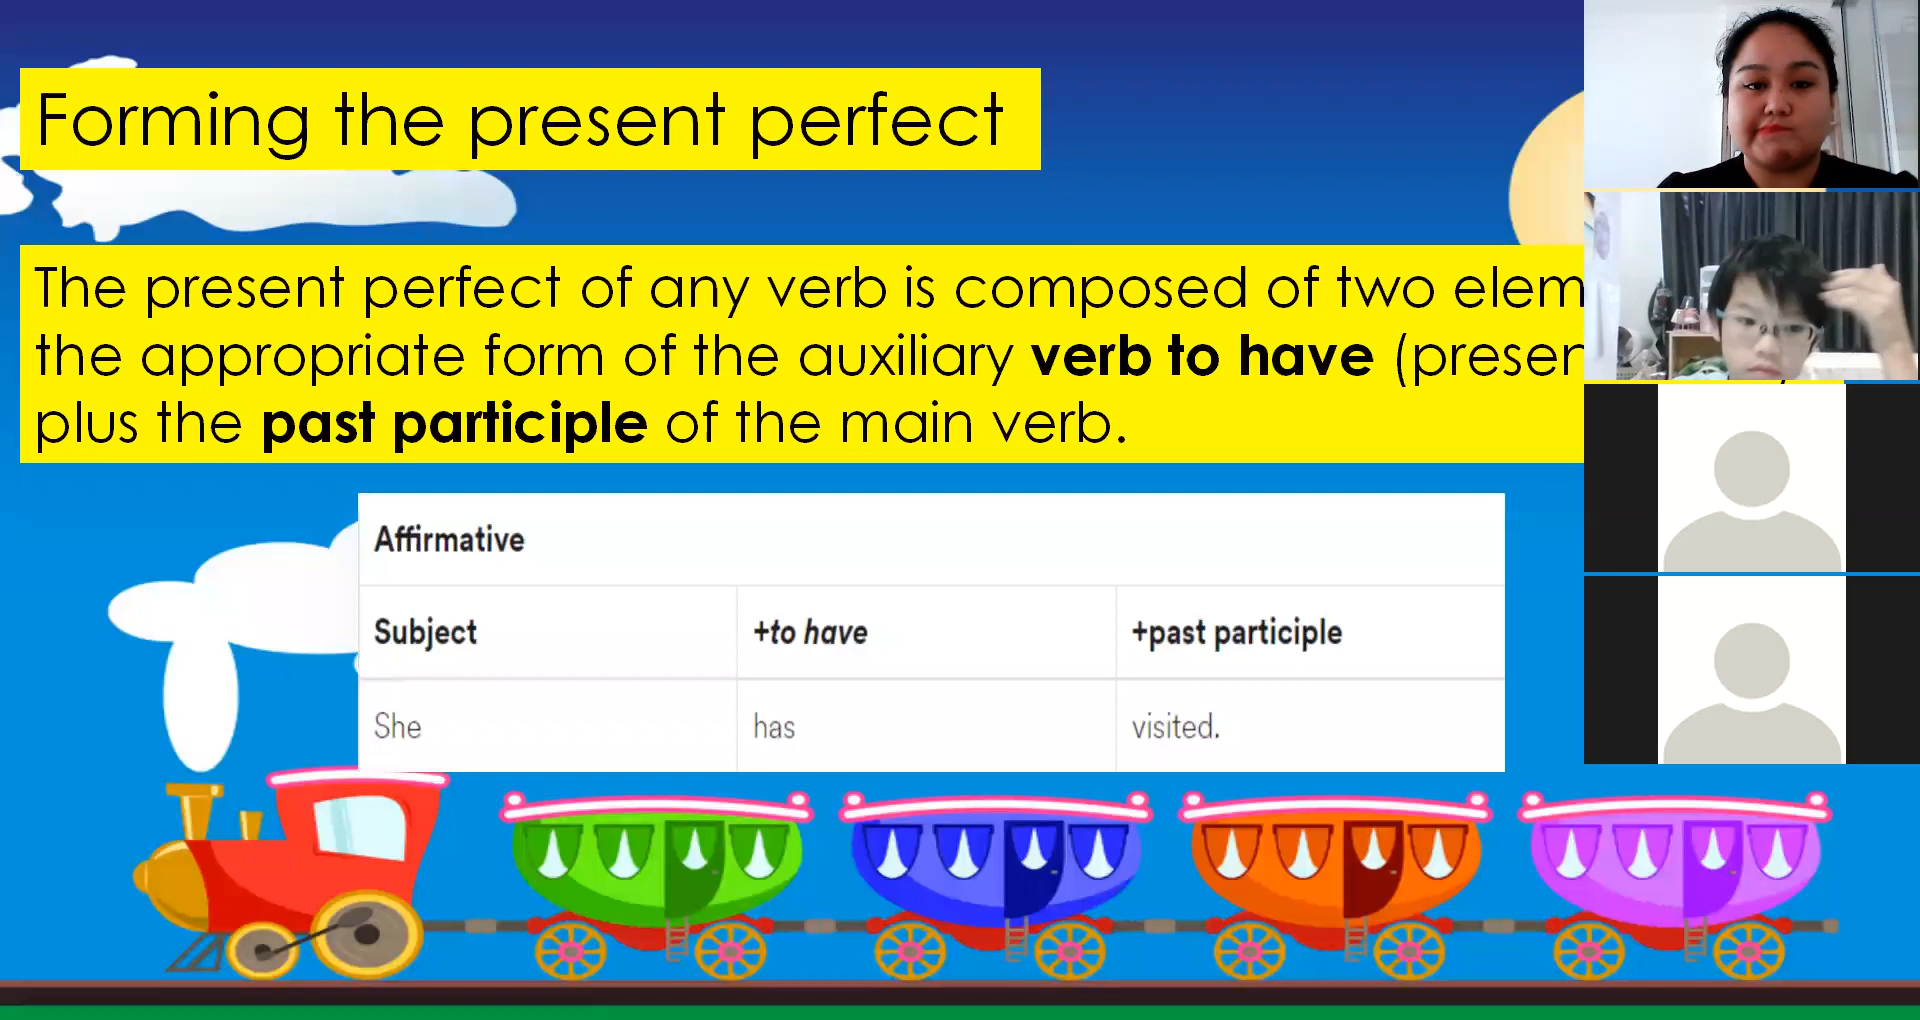 Forming the present perfect
The present perfect of any verb is composed of two
the appropriate form of the auxiliary verb to have
plus the past participle of the main verb.
Affirmative
Subject +to have +past participle
She has visited.